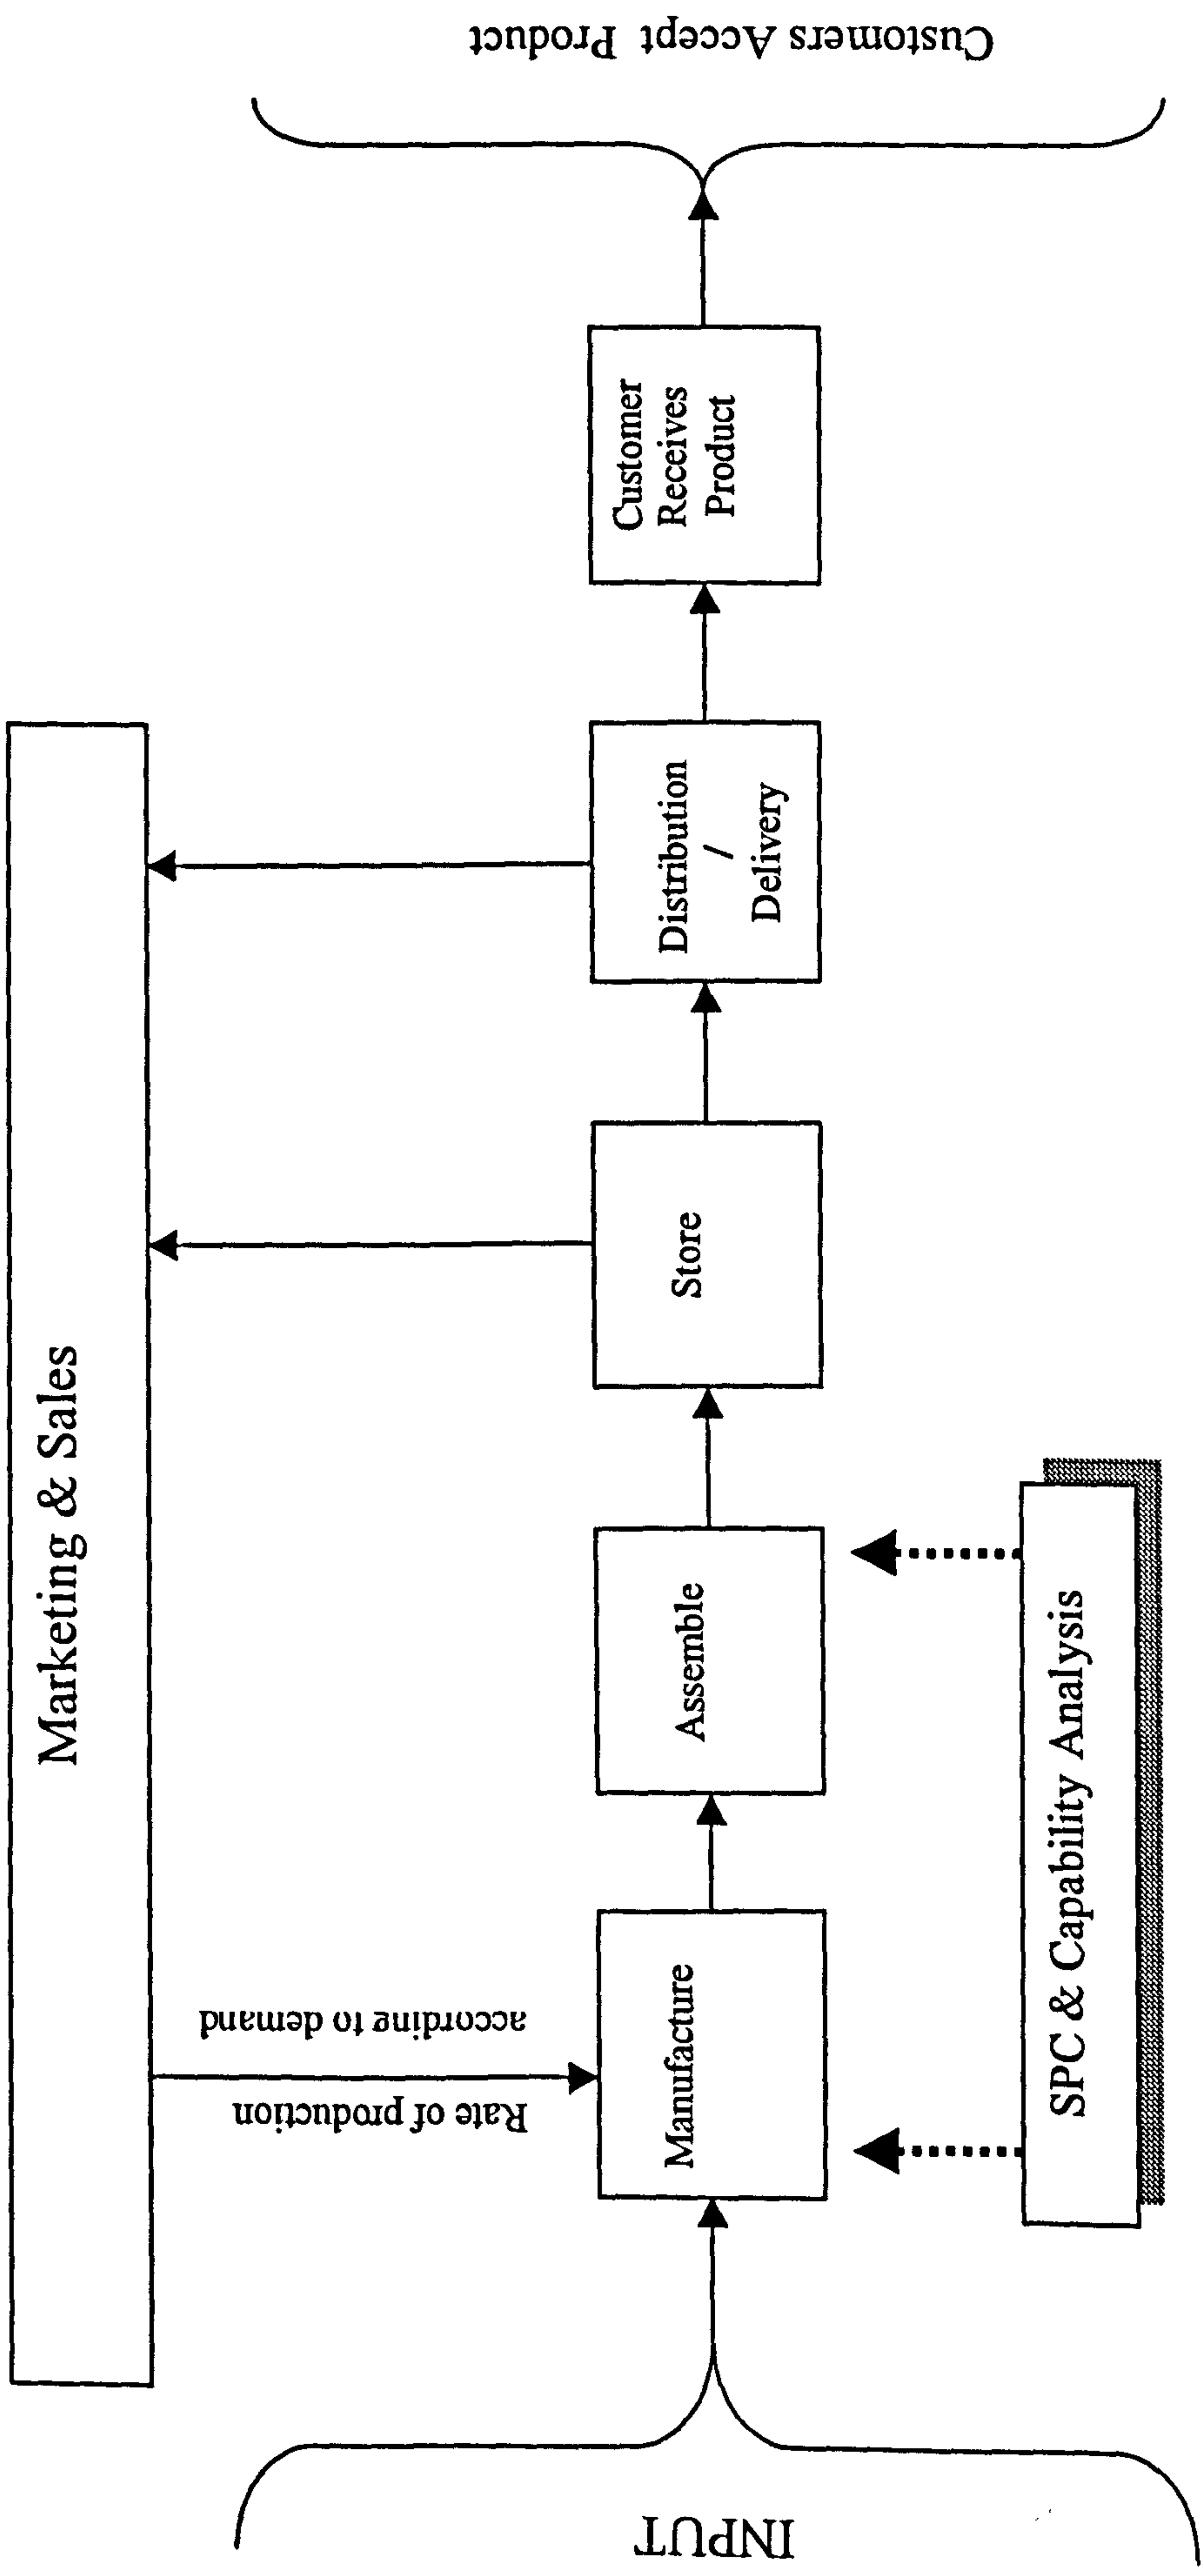 Marketing & Sales
Rate of production
according to demand
INPUT
Manufacture
Assemble
Store
Distribution
/
Delivery
Customer
Receives
Product
Customers Accept Product
SPC & Capability Analysis